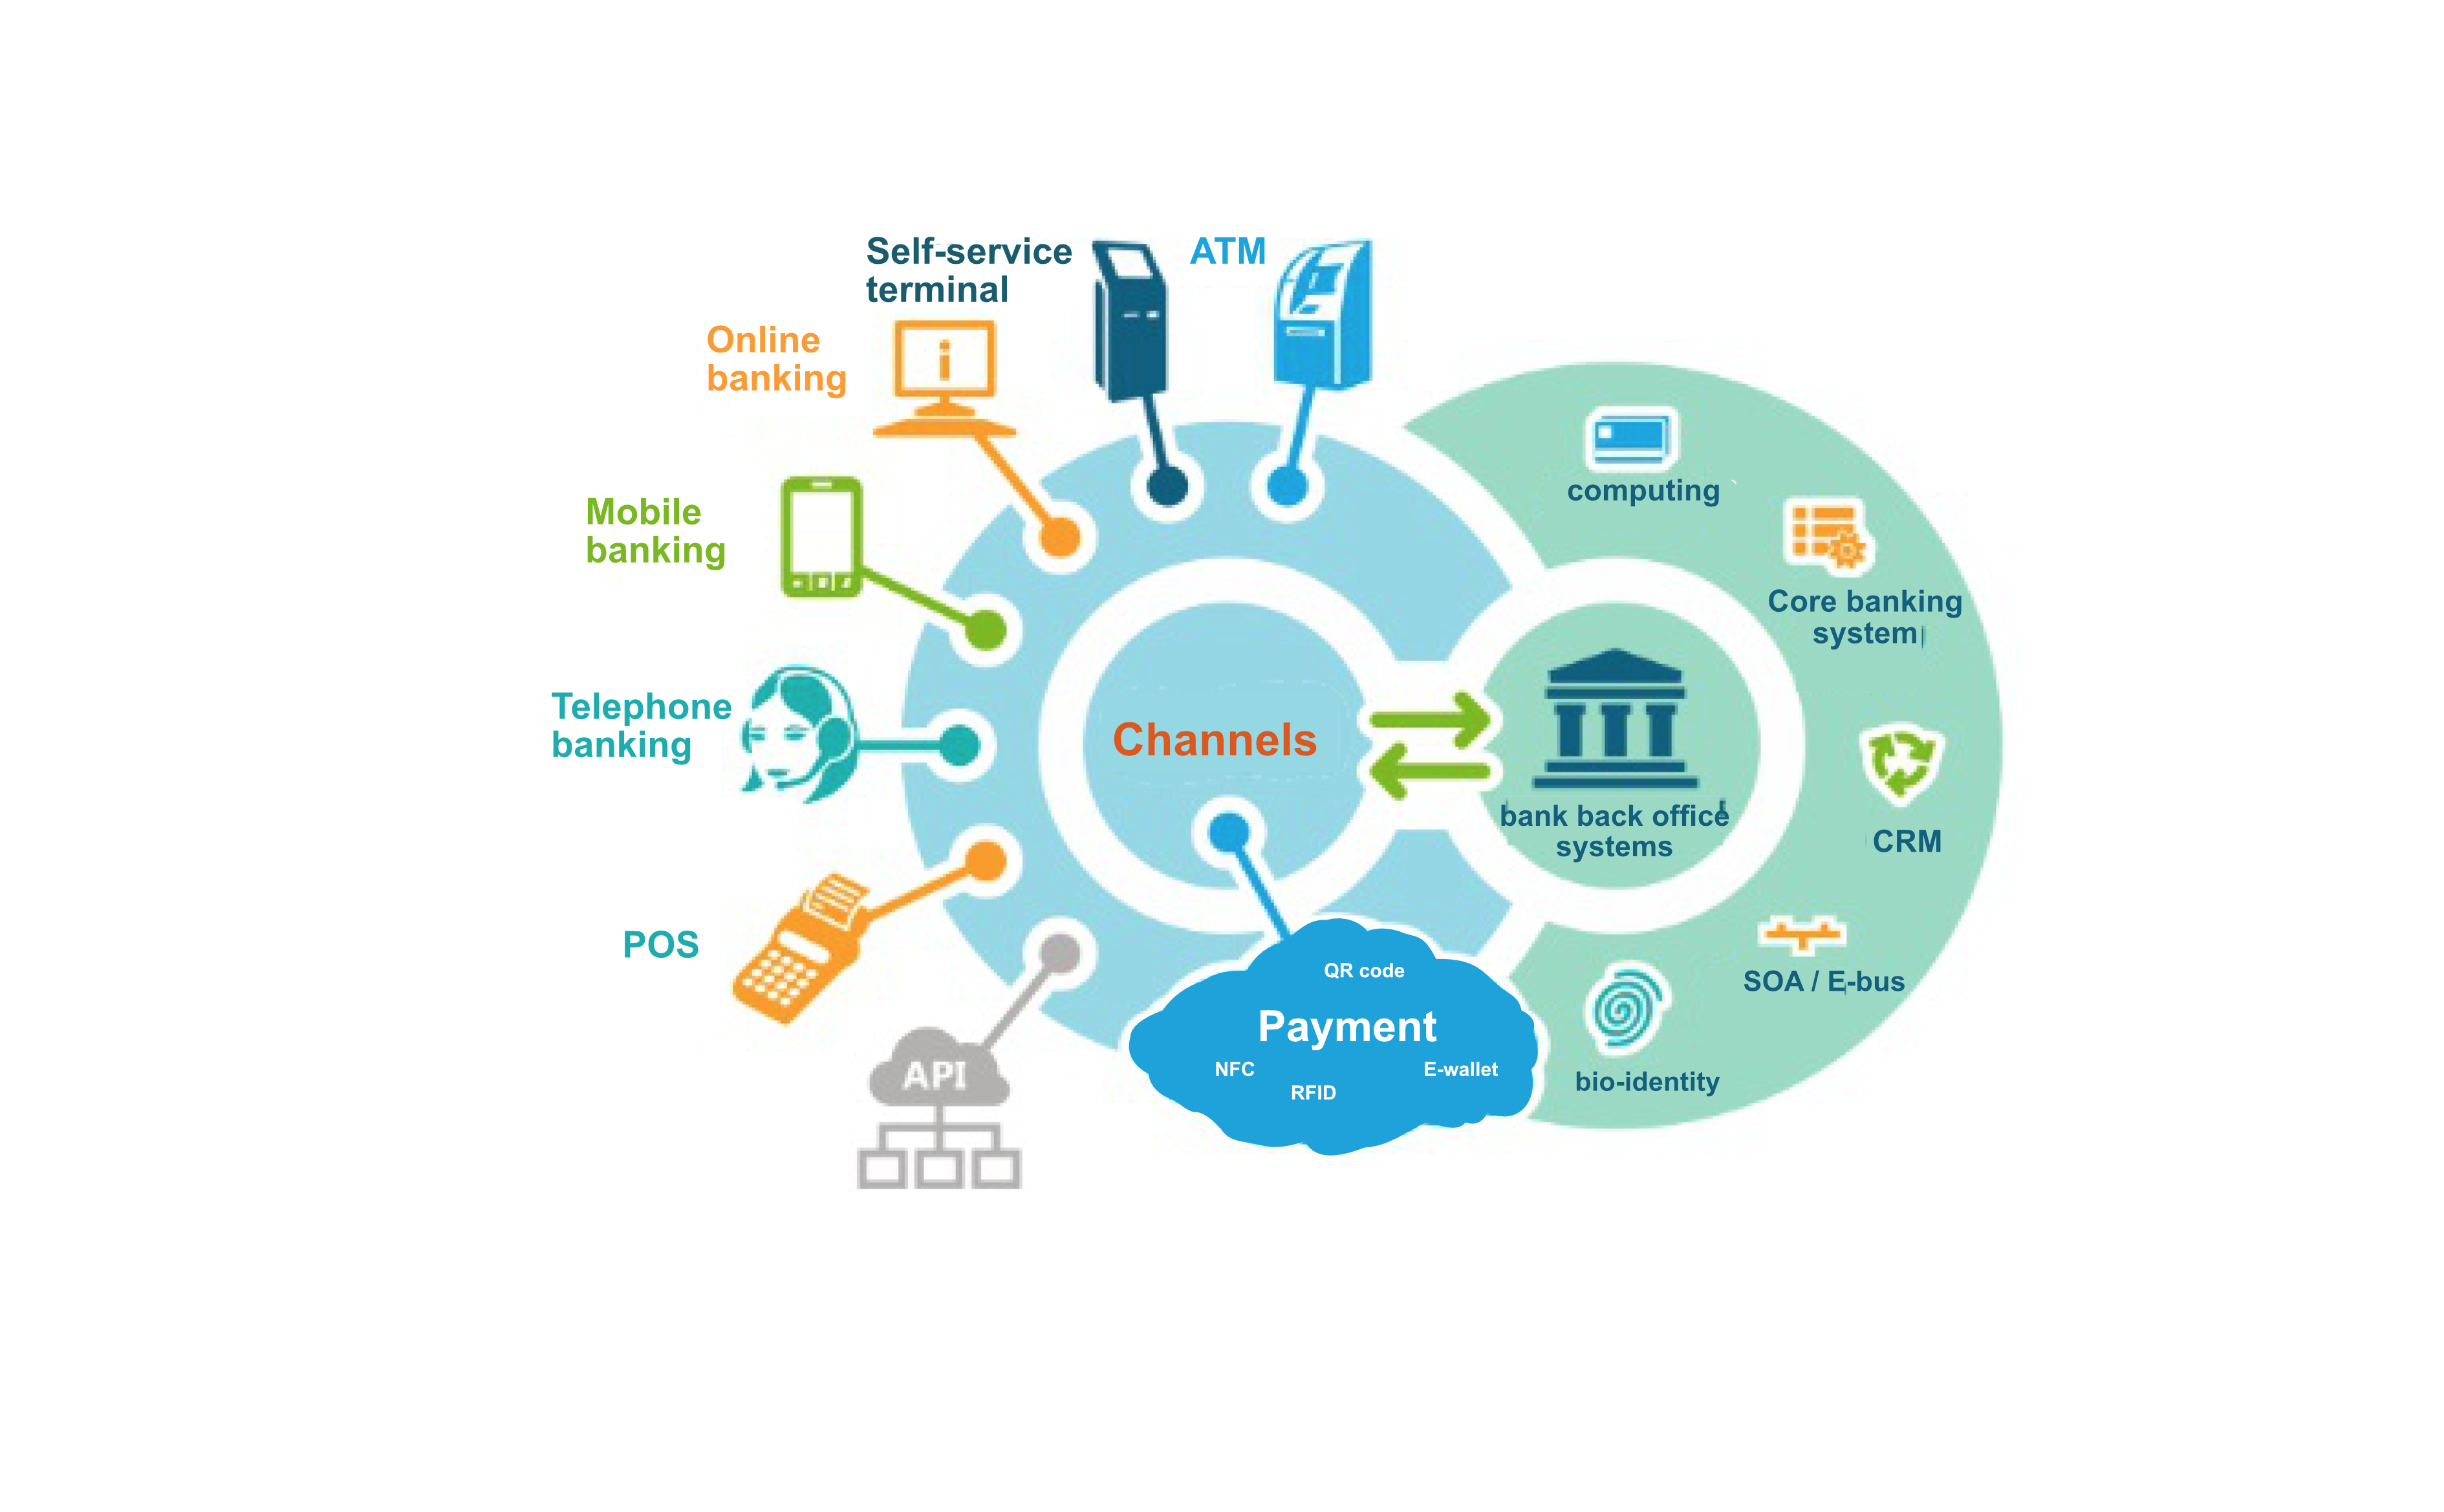 Self-service
terminal
ATM
Online
banking
i
Mobile
banking
computing
Core banking
system
Telephone
banking
Channels
bank back office
systems
CRM
POS
QR code
SOA / E-bus
Payment
API
NFC
E-wallet
RFID
bio-identity